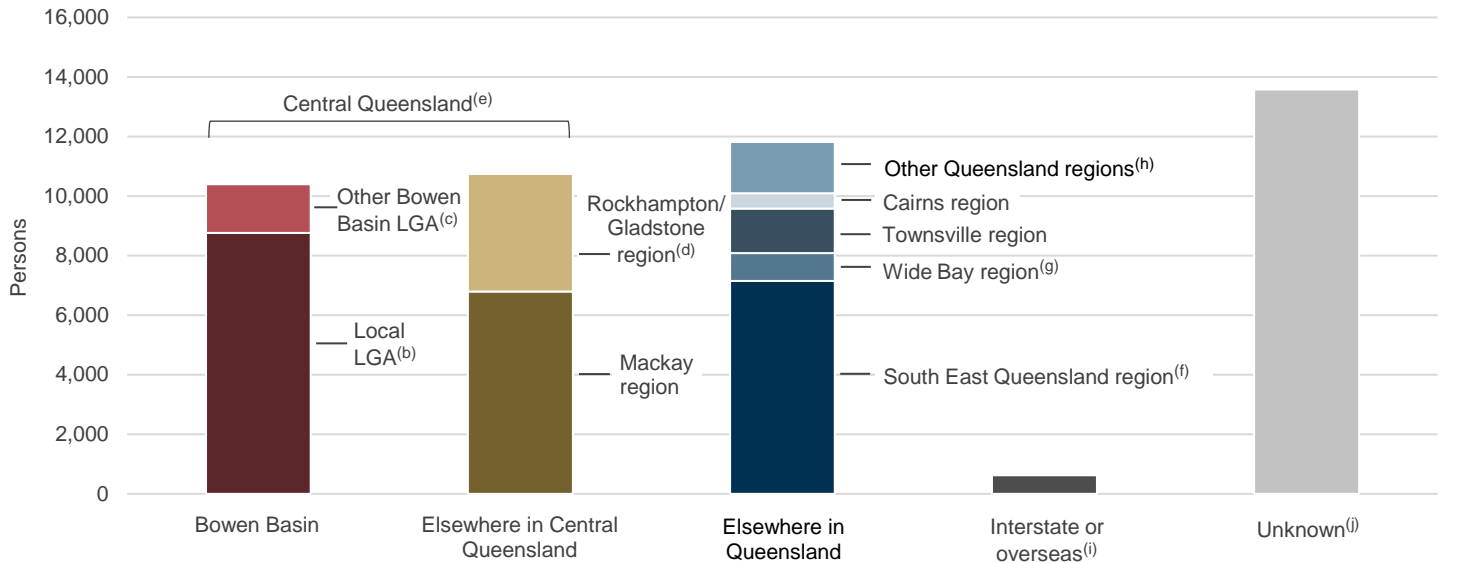 Persons
16,000
14,000
12,000
10,000
8,000
6,000
4,000
2,000
0
Central Queensland(e)
Other Bowen
Basin LGA(c)
Local
LGA(b)
Rockhampton/
Gladstone
region(d)
Mackay
region
Other Queensland regions(h)
Cairns region
Townsville region
Wide Bay region(g)
South East Queensland region(f)
Bowen Basin
Elsewhere in Central
Queensland
Elsewhere in
Queensland
Interstate or
overseas(i)
Unknown(j)